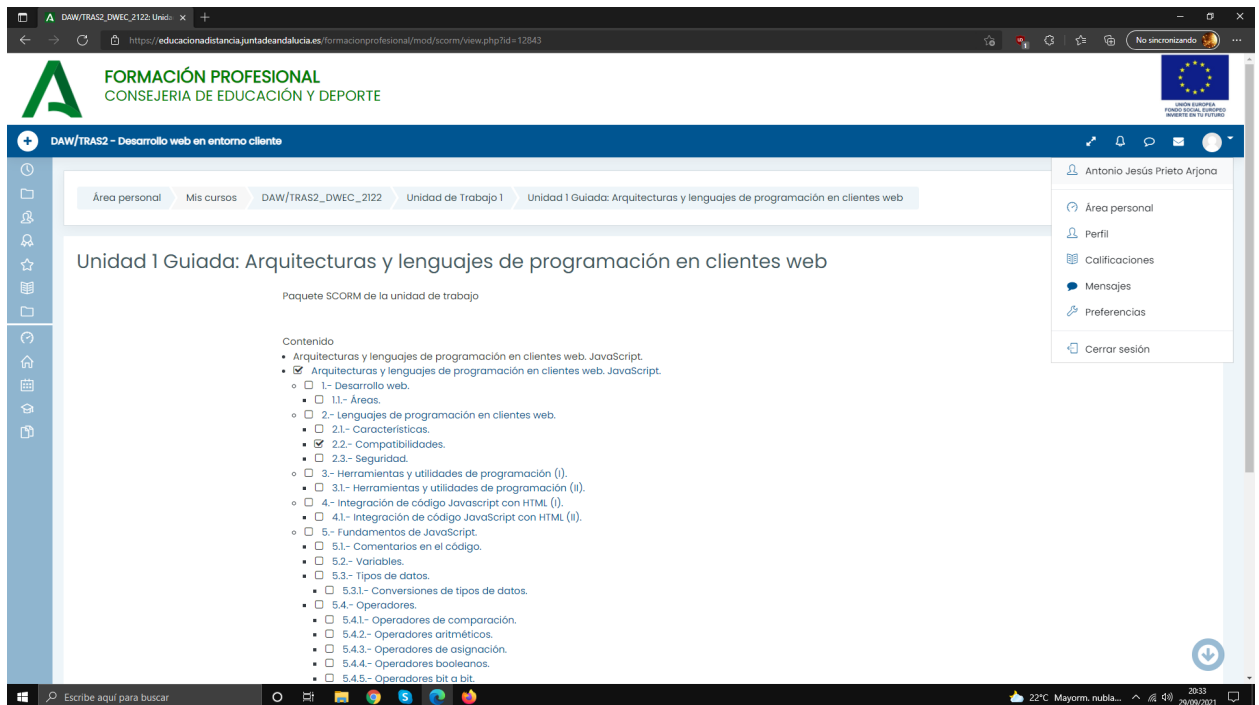 DAW/TRAS2_DWEC_2122: Unida
https://educacionadistancia.juntadeandalucia.es/formacionprofesional/mod/scorm/view.php?id=12843
No sincronizando
FORMACIÓN PROFESIONAL
CONSEJERIA DE EDUCACIÓN Y DEPORTE
UNIÓN EUROPEA
FONDO SOCIAL EUROPEO
INVIERTE EN TU FUTURO
DAW/TRAS2 - Desarrollo web en entorno cliente
Antonio Jesús Prieto Arjona
Área personal
Perfil
Calificaciones
Mensajes
Preferencias
Cerrar sesión
Área personal Mis cursos DAW/TRAS2_DWEC_2122 Unidad de Trabajo 1 Unidad 1 Guiada: Arquitecturas y lenguajes de programación en clientes web
Unidad 1 Guiada: Arquitecturas y lenguajes de programación en clientes web
Paquete SCORM de la unidad de trabajo
Contenido
Arquitecturas y lenguajes de programación en clientes web. JavaScript.
Arquitecturas y lenguajes de programación en clientes web. JavaScript.
1.- Desarrollo web.
1.1.- Áreas.
2.- Lenguajes de programación en clientes web.
2.1.- Características.
2.2.- Compatibilidades.
2.3.- Seguridad.
3.- Herramientas y utilidades de programación (I).
3.1.- Herramientas y utilidades de programación (II).
4.- Integración de código Javascript con HTML (I).
4.1.- Integración de código JavaScript con HTML (II).
5.- Fundamentos de JavaScript.
5.1.- Comentarios en el código.
5.2.- Variables.
5.3.- Tipos de datos.
5.3.1.- Conversiones de tipos de datos.
5.4.- Operadores.
5.4.1.- Operadores de comparación.
5.4.2.- Operadores aritméticos.
5.4.3.- Operadores de asignación.
5.4.4.- Operadores booleanos.
5.4.5.- Operadores bit a bit.
Escribe aquí para buscar
22°C Mayorm. nubla...
20:33
29/09/2021